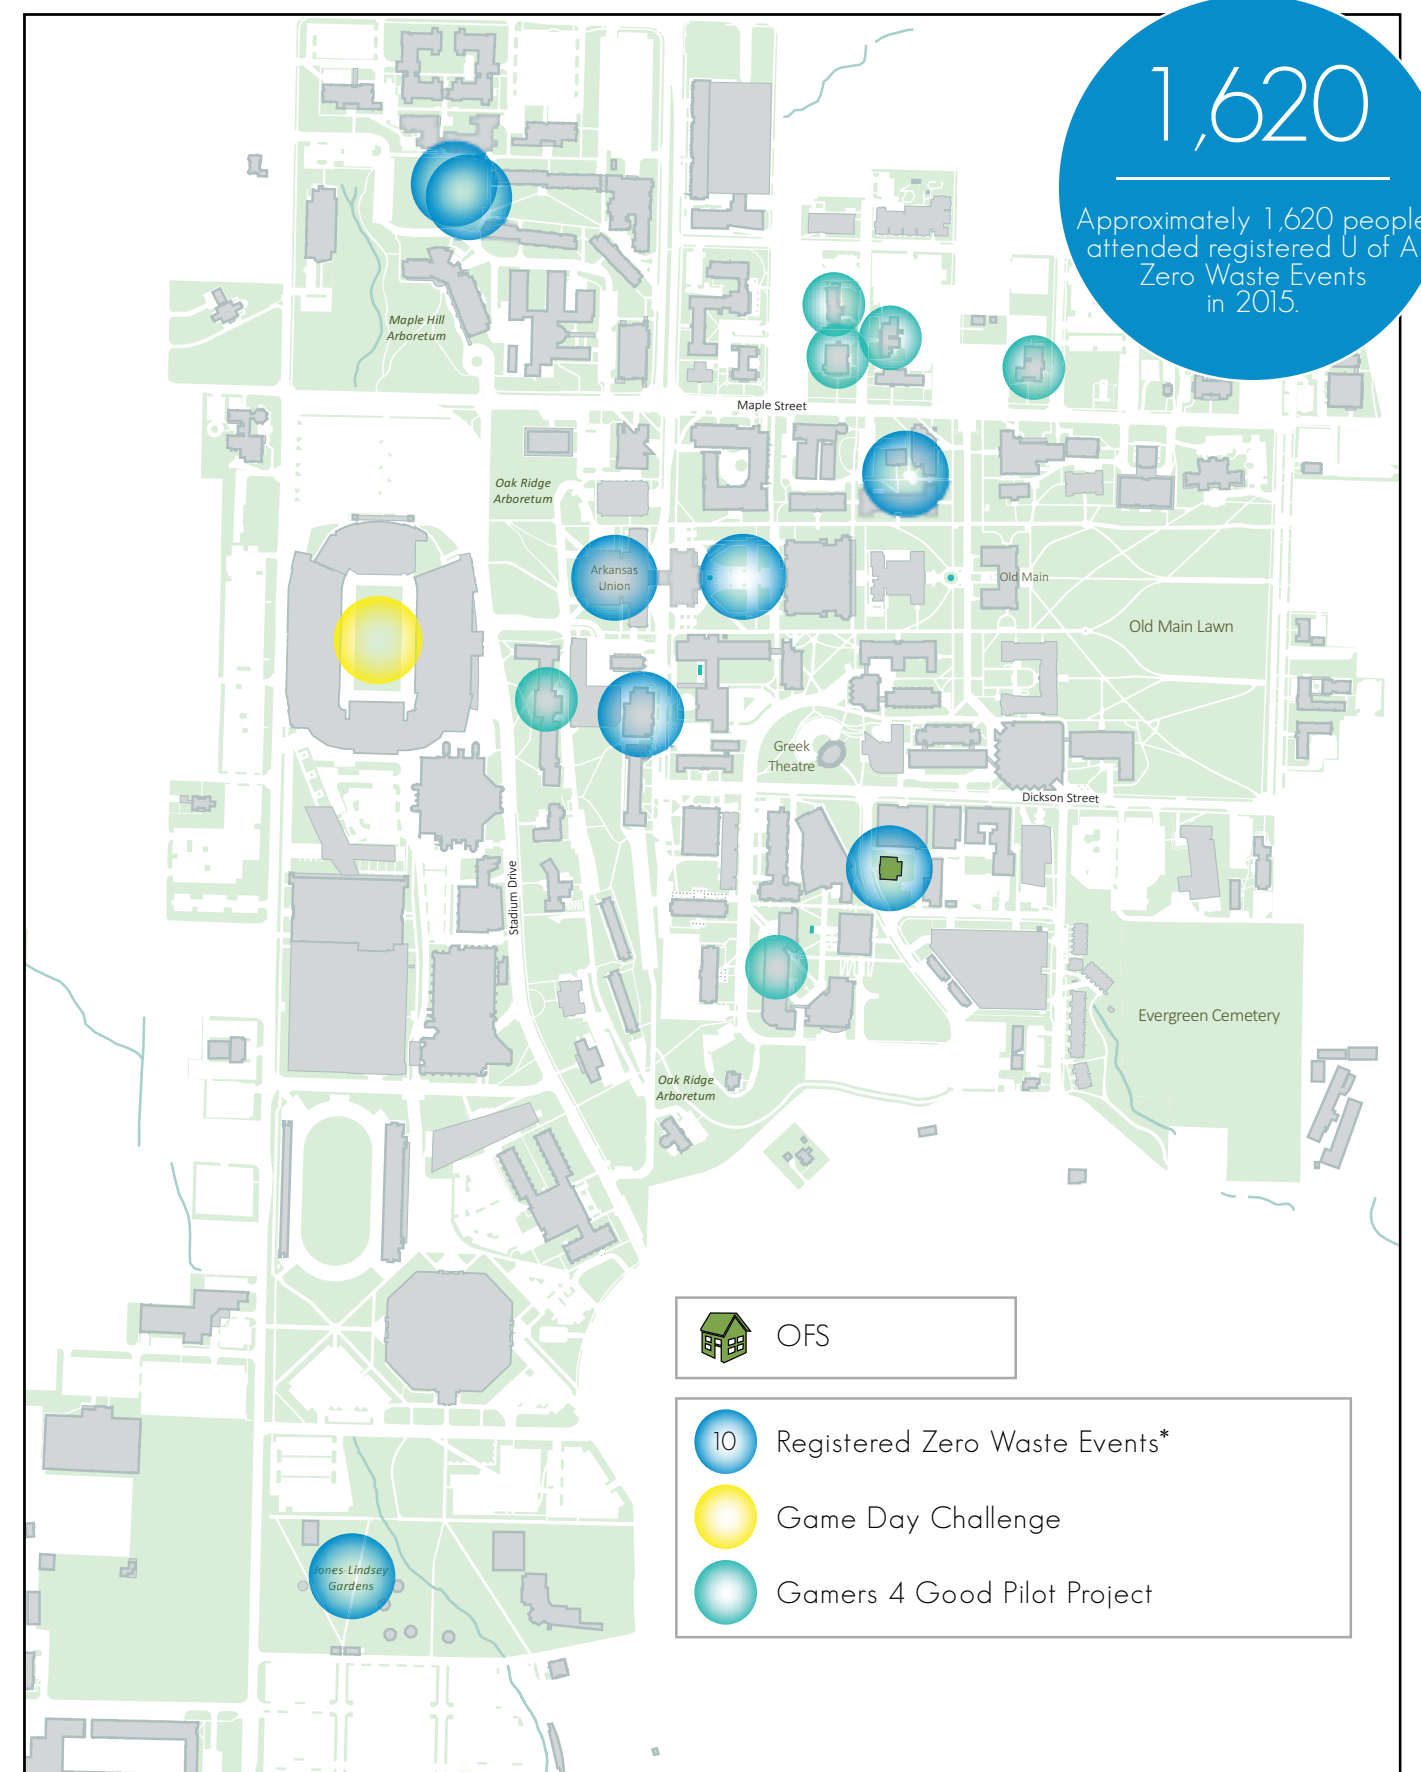 1,620
Approximately 1,620 people
attended registered U of A
Zero Waste Events
in 2015.
Maple Hill
Arboretum
Maple Street
Oak Ridge
Arboretum
Arkansas
Union
Old Main
Old Main Lawn
Greek
Theatre
Dickson Street
Stadium Drive
Evergreen Cemetery
Oak Ridge
Arboretum
OFS
10 Registered Zero Waste Events*
Game Day Challenge
Gamers 4 Good Pilot Project
Jones-Lindsey
Gardens